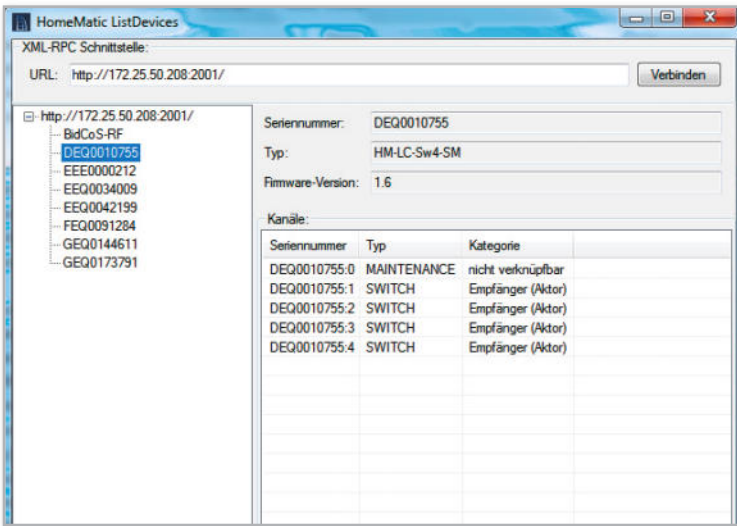 HomeMatic ListDevices
XML-RPC Schnittstelle:
URL: http://172.25.50.208:2001/ Verbinden
http://172.25.50.208:2001/
BidCoS-RF
DEQ0010755
EEE0000212
EEQ0034009
EEQ0042199
FEQ0091284
GEQ0144611
GEQ0173791
Seriennummer: DEQ0010755
Typ: HM-LC-Sw4-SM
Firmware-Version: 1.6
Kanäle:
Seriennummer Typ Kategorie
DEQ0010755:0 MAINTENANCE nicht verknüpfbar
DEQ0010755:1 SWITCH Empfänger (Aktor)
DEQ0010755:2 SWITCH Empfänger (Aktor)
DEQ0010755:3 SWITCH Empfänger (Aktor)
DEQ0010755:4 SWITCH Empfänger (Aktor)